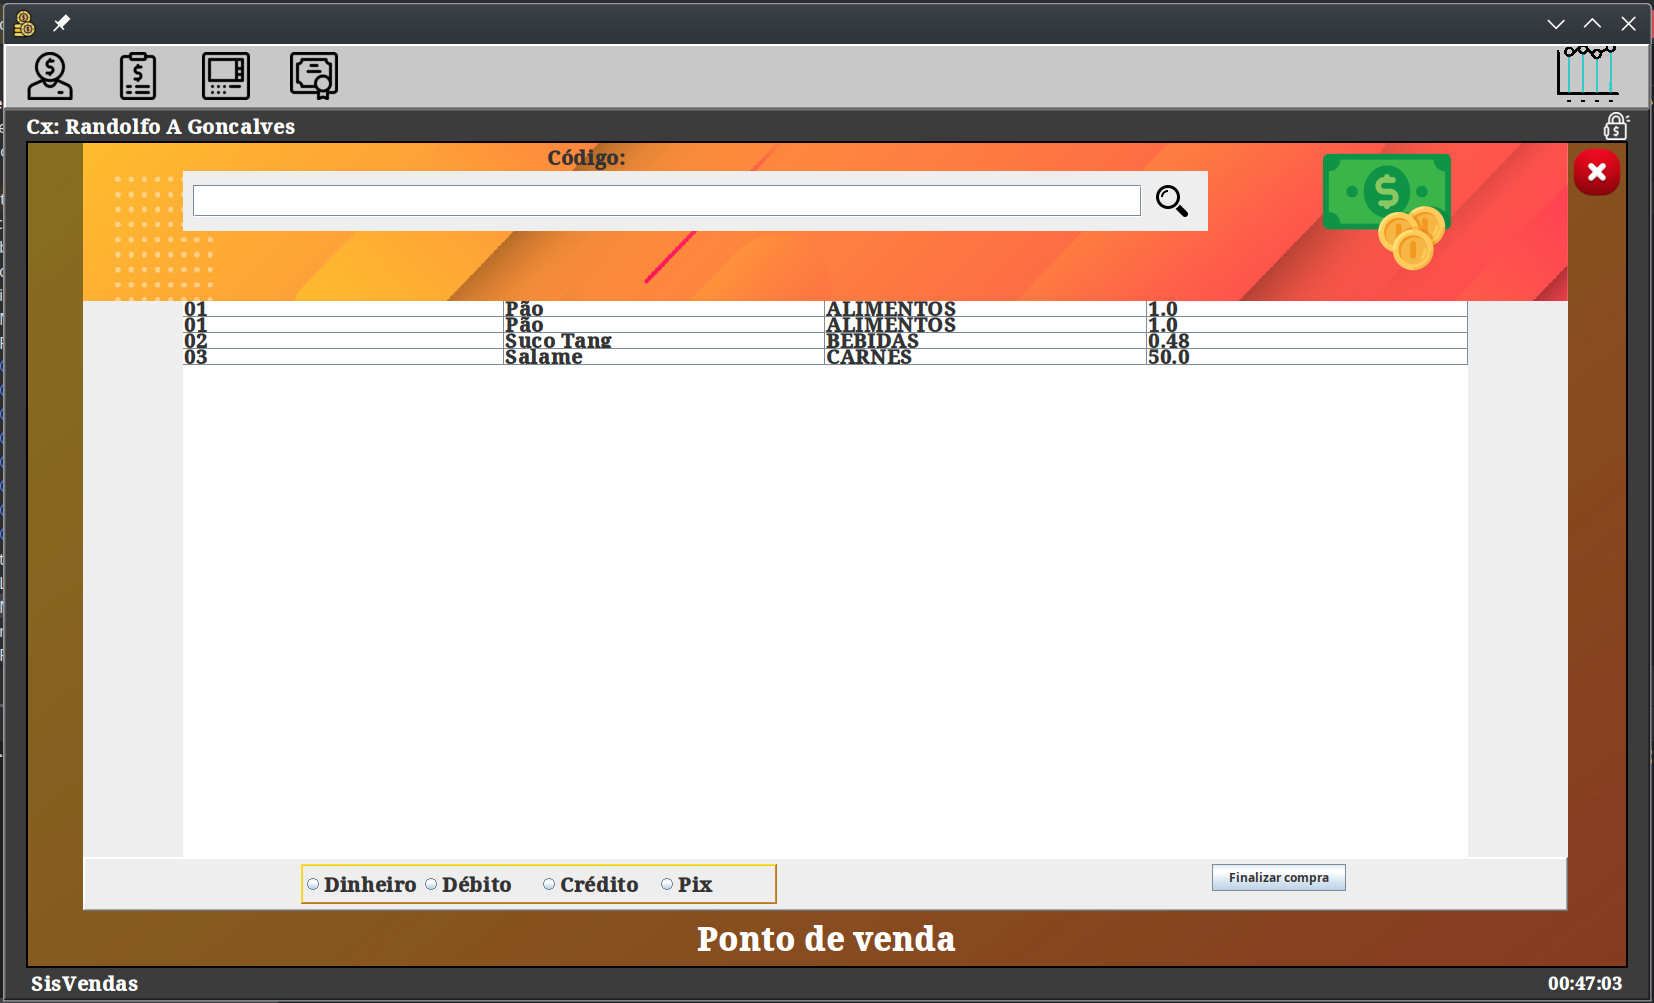 Cx: Randolfo A Goncalves
Código:
01 Pão ALIMENTOS 1.0
01 Pão ALIMENTOS 1.0
02 Suco Tang BEBIDAS 0.48
03 Salame CARNES 50.0
Dinheiro Débito Crédito Pix Finalizar compra
Ponto de venda
SisVendas 00:47:03